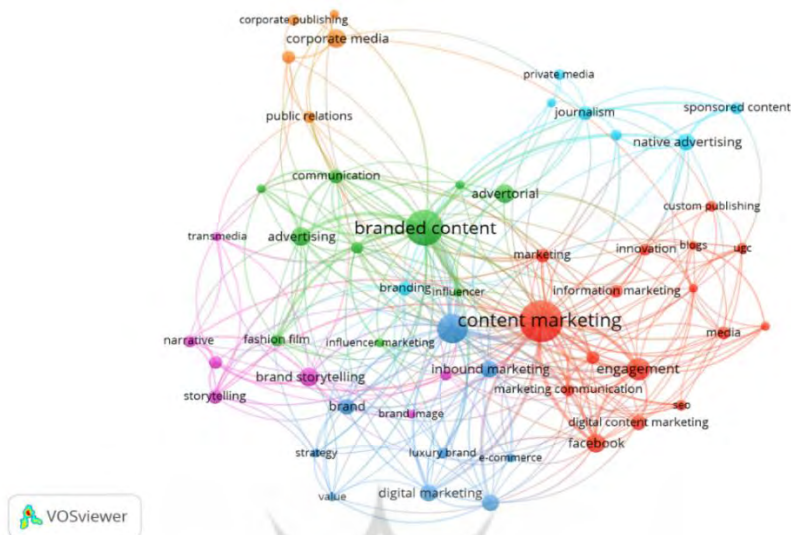 corporate publishing
corporate media
private media
journalism
sponsored content
public relations
native advertising
communication
advertorial
custom publishing
branded content
transmedia
advertising
marketing
innovation
blogs
ugc
branding
influencer
information marketing
content marketing
media
narrative
fashion film
influencer marketing
inbound marketing
engagement
brand storytelling
marketing communication
storytelling
brand
brand image
seo
digital content marketing
facebook
strategy
luxury brand
e-commerce
value
digital marketing
VOSviewer